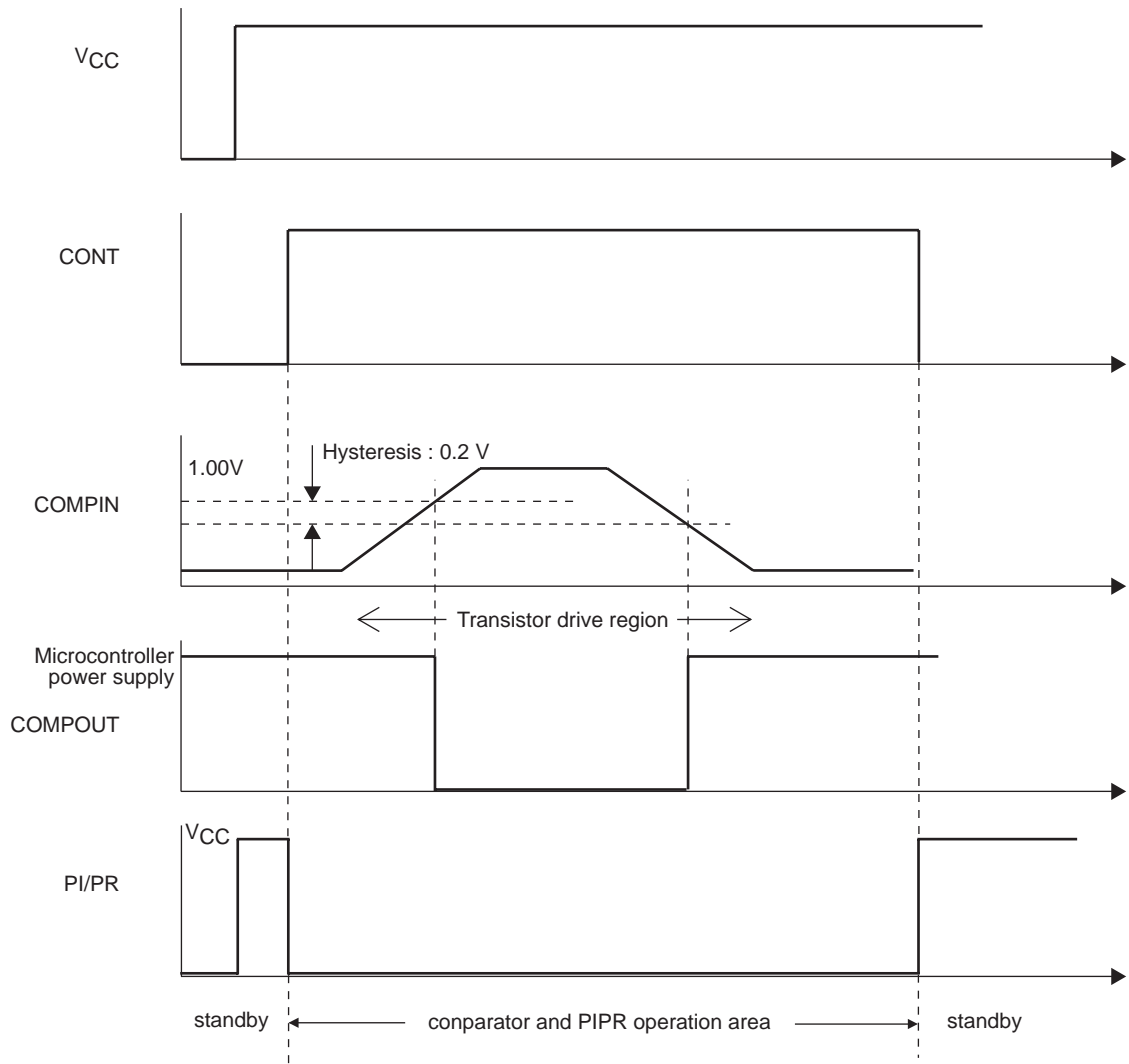 VCC
CONT
1.00V
Hysteresis : 0.2 V
COMPIN
Transistor drive region
Microcontroller
power supply
COMPOUT
VCC
PI/PR
standby
conparator and PIPR operation area
standby